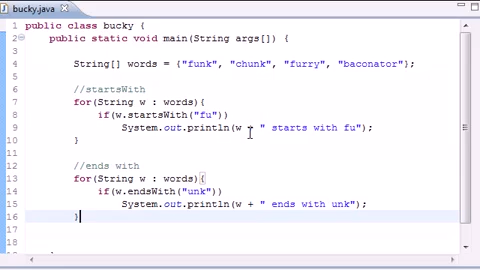 bucky.java
1 public class bucky {
2 public static void main(String args[]) {
3
4 String[] words = {"funk", "chunk", "furry", "baconator"};
5
6 //startsWith
7 for(String w : words){
8 if(w.startsWith("fu"))
9 System.out.println(w + " starts with fu");
10 }
11
12 //ends with
13 for(String w : words){
14 if(w.endsWith("unk"))
15 System.out.println(w + " ends with unk");
16 }
17
18